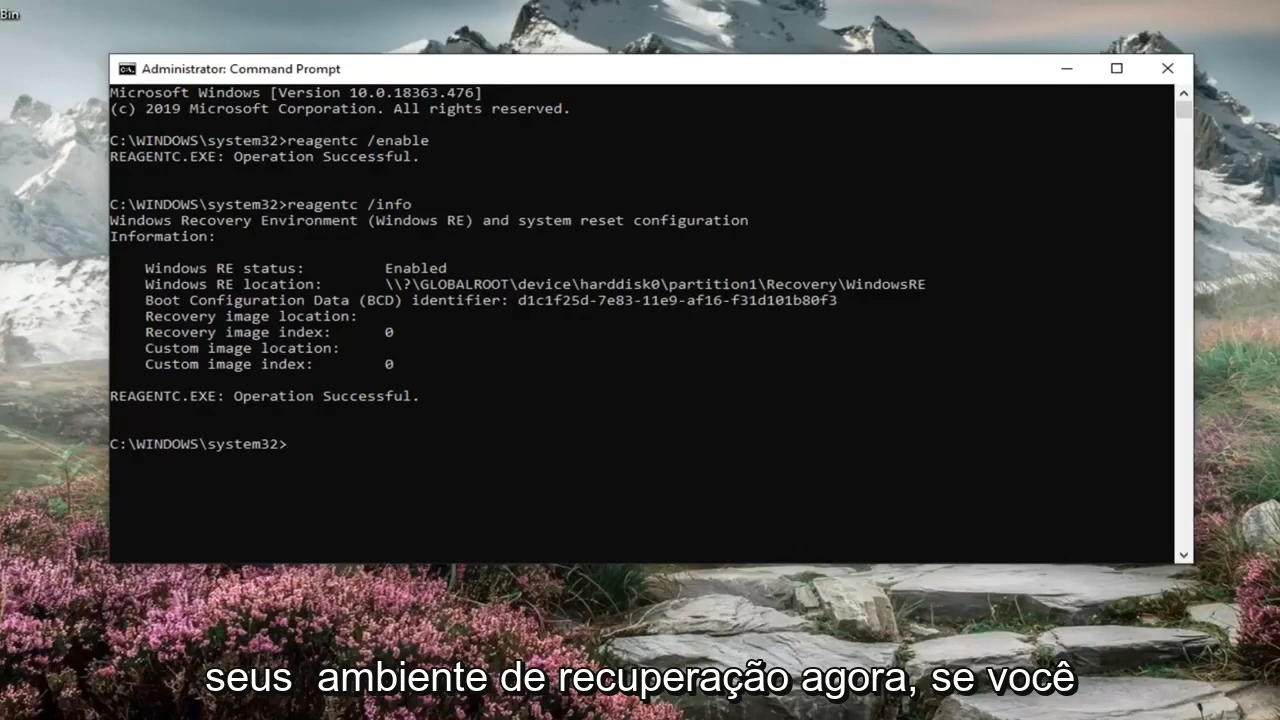 Bin
Administrator: Command Prompt
Microsoft Windows [Version 10.0.18363.476]
(c) 2019 Microsoft Corporation. All rights reserved.
C:\WINDOWS\system32>reagentc /enable
REAGENTC.EXE: Operation Successful.
C:\WINDOWS\system32>reagentc /info
Windows Recovery Environment (Windows RE) and system reset configuration
Information:
Windows RE status: Enabled
Windows RE location: \\?\GLOBALROOT\device\harddisk0\partition1\Recovery\WindowsRE
Boot Configuration Data (BCD) identifier: d1c1f25d-7e83-11e9-af16-f31d101b80f3
Recovery image location:
Recovery image index: 0
Custom image location:
Custom image index: 0
REAGENTC.EXE: Operation Successful.
C:\WINDOWS\system32>
seus ambiente de recuperação agora, se você